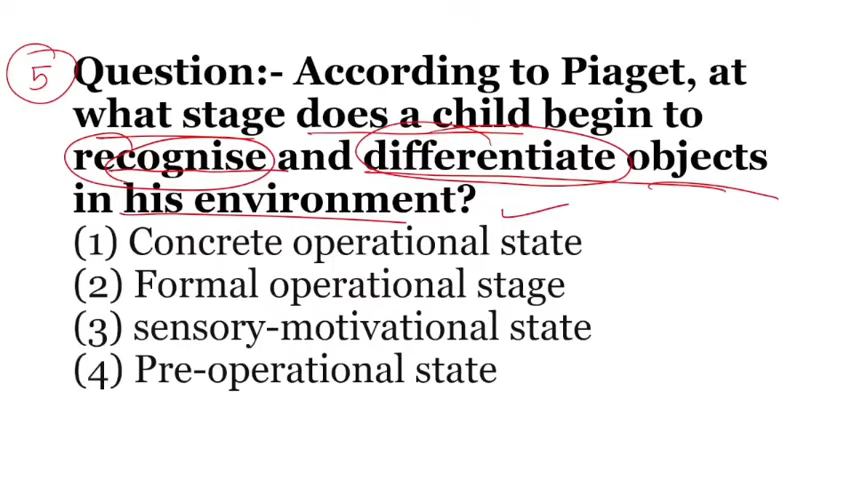 5 Question:- According to Piaget, at
what stage does a child begin to
recognise and differentiate objects
in his environment?
(1) Concrete operational state
(2) Formal operational stage
(3) sensory-motivational state
(4) Pre-operational state